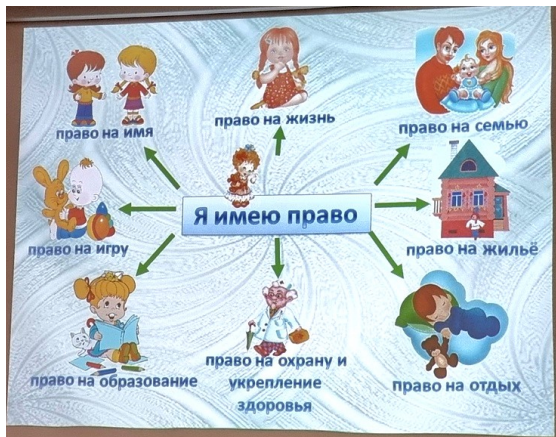 право на имя
право на жизнь
право на семью
Я имею право
право на игру
право на жильё
право на образование
право на охрану и
укрепление
здоровья
право на отдых